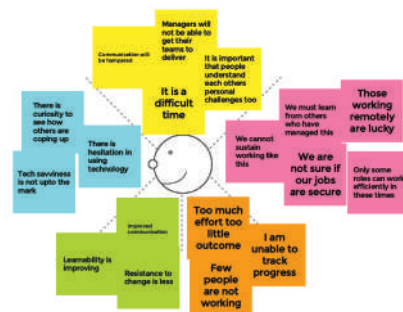 Managers will
not be able to
get their
teams to
deliver
Communication will
be hampered
It is important
that people
understand
each others
personal
challenges too
It is a
difficult
time
There is
curiosity to
see how
others are
coping up
There is
hesitation in
using
technology
Tech savviness
is not upto the
mark
We must learn
from others
who have
managed this
Those
working
remotely
are lucky
We cannot
sustain
working like
this
We are
not sure if
our jobs
are secure
Only some
roles can work
efficiently in
these times
Improved
communication
Learnability is
improving
Resistance to
change is less
Too much
effort too
little
outcome
I am
unable to
track
progress
Few
people
are not
working